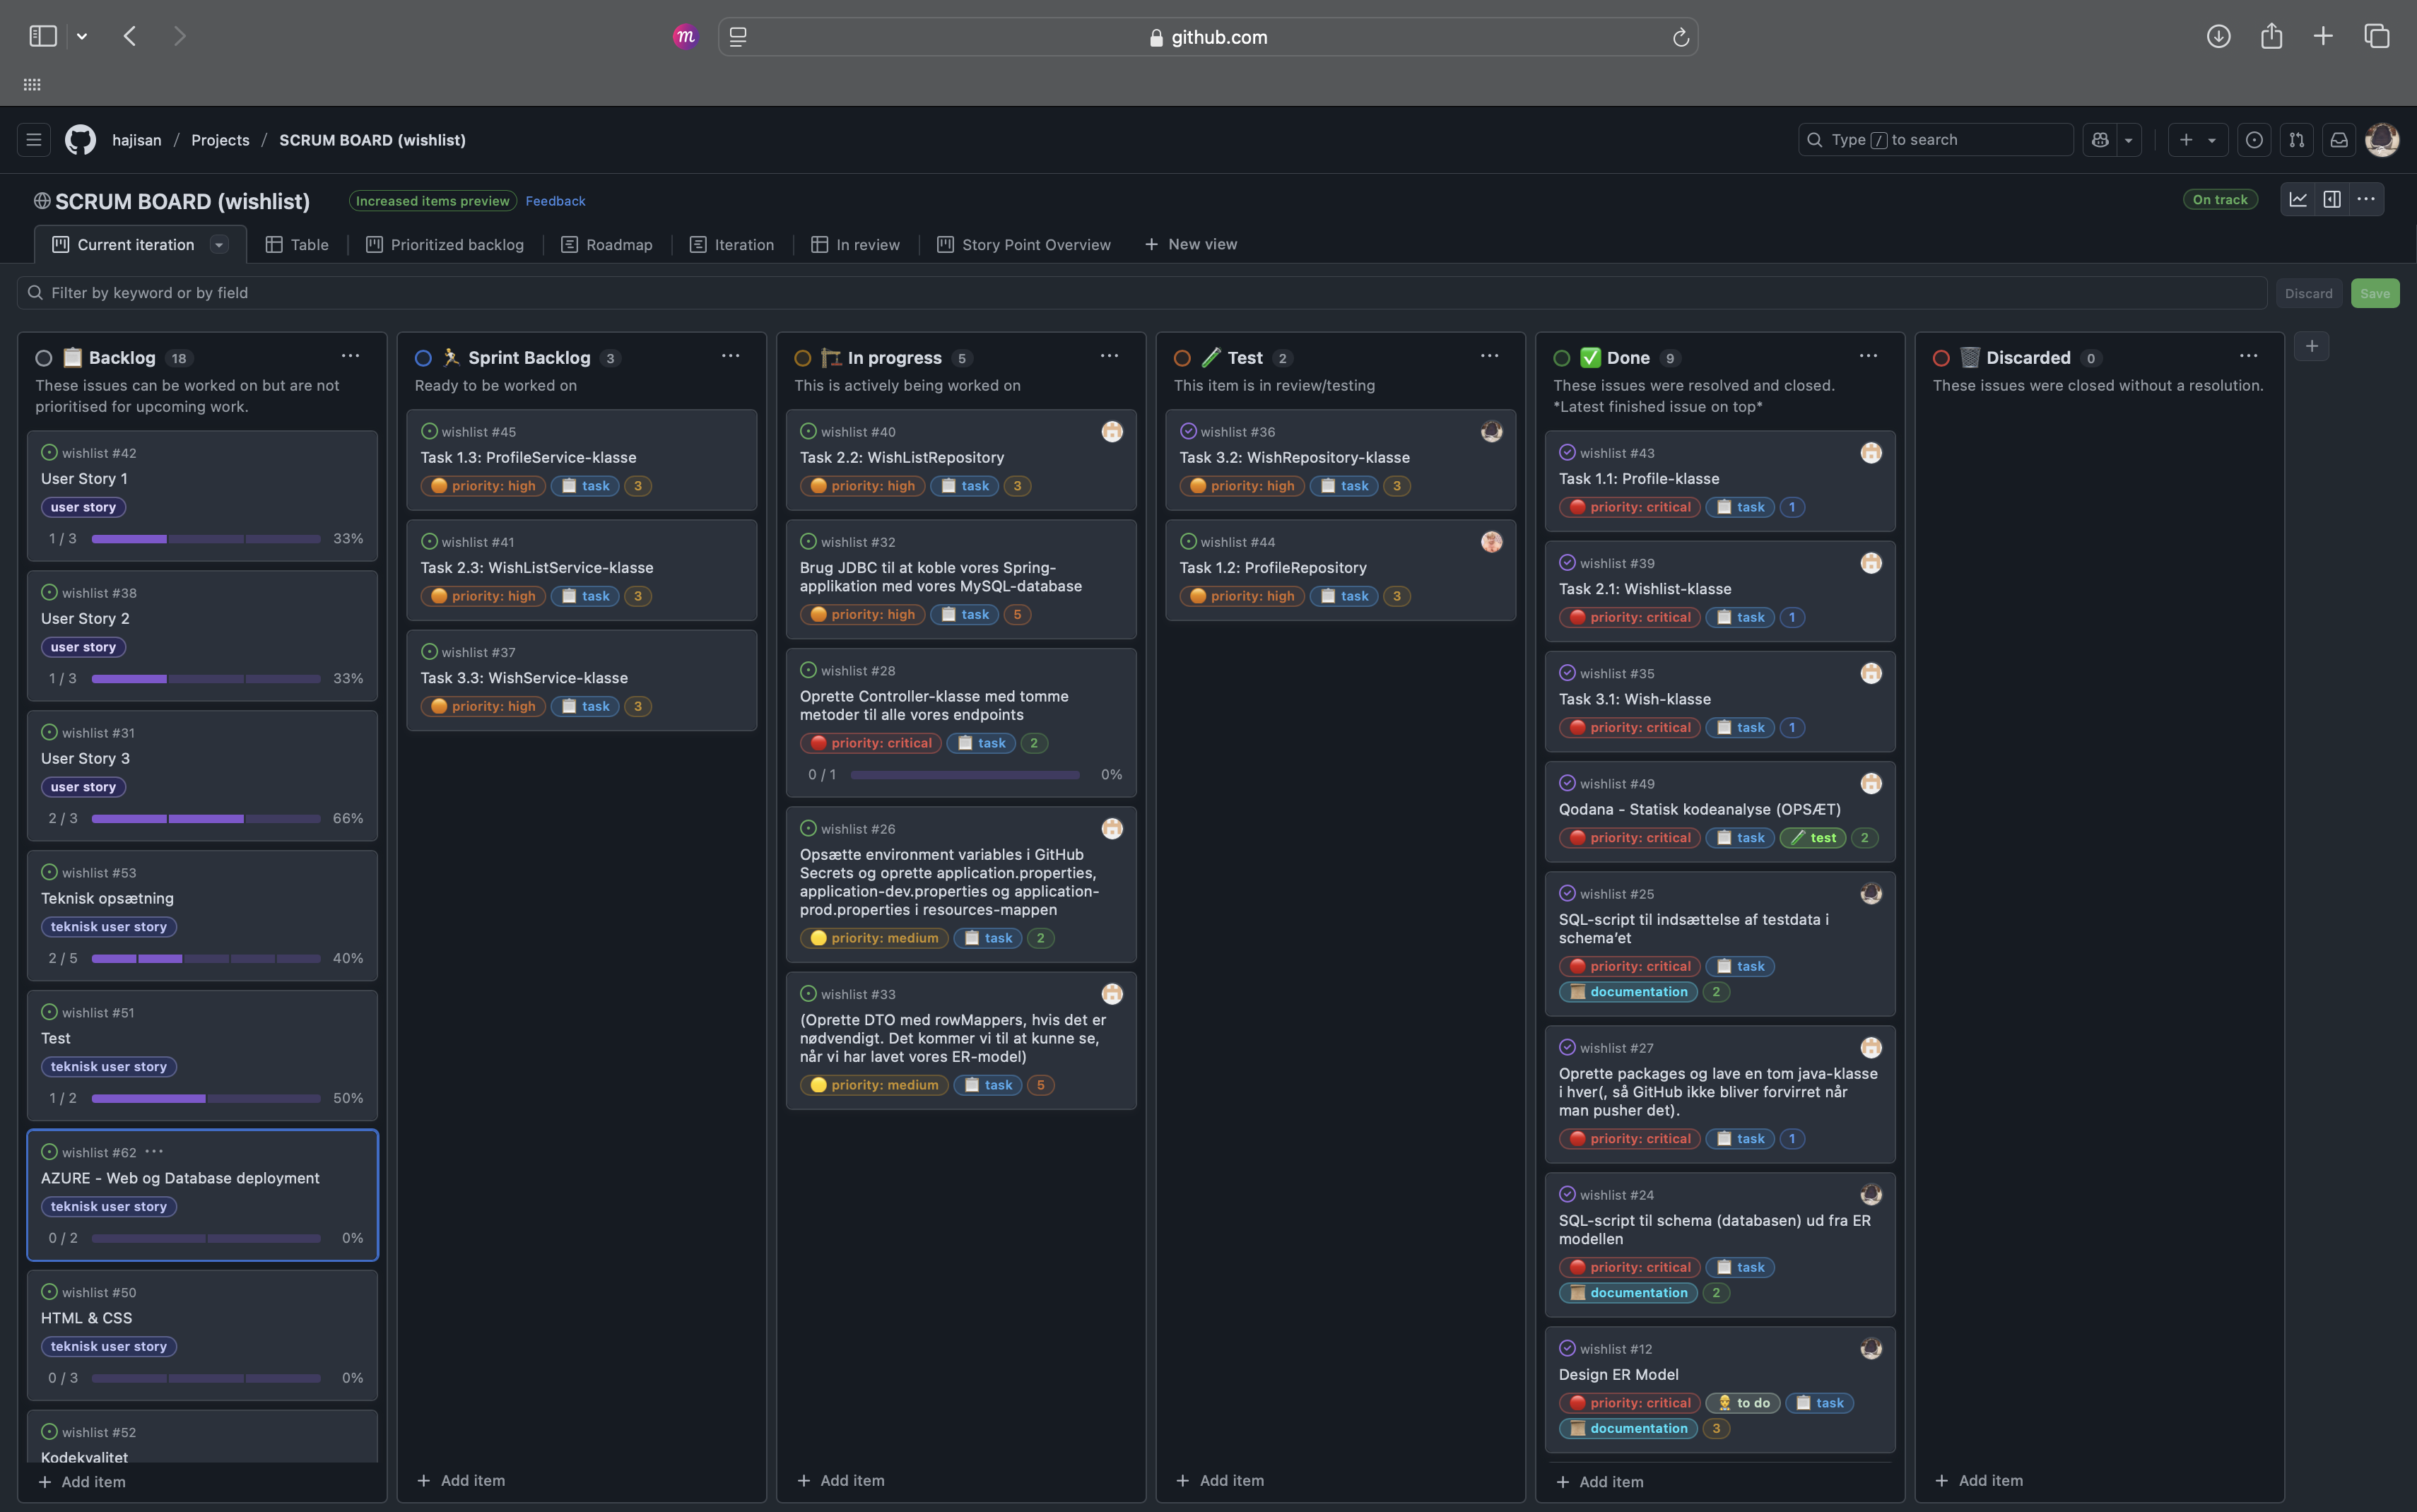 github.com
hajisan / Projects / SCRUM BOARD (wishlist)
Type / to search
SCRUM BOARD (wishlist)
Increased items preview
Feedback
On track
Current iteration
Table
Prioritized backlog
Roadmap
Iteration
In review
Story Point Overview
New view
Filter by keyword or by field
Discard
Save
Backlog 18
These issues can be worked on but are not
prioritised for upcoming work.
wishlist #42
User Story 1
user story
1 / 3 33%
wishlist #38
User Story 2
user story
1 / 3 33%
wishlist #31
User Story 3
user story
2 / 3 66%
wishlist #53
Teknisk opsætning
teknisk user story
2 / 5 40%
wishlist #51
Test
teknisk user story
1 / 2 50%
wishlist #62
AZURE - Web og Database deployment
teknisk user story
0 / 2 0%
wishlist #50
HTML & CSS
teknisk user story
0 / 3 0%
wishlist #52
Kodekvalitet
Add item
Sprint Backlog 3
Ready to be worked on
wishlist #45
Task 1.3: ProfileService-klasse
priority: high task 3
wishlist #41
Task 2.3: WishListService-klasse
priority: high task 3
wishlist #37
Task 3.3: WishService-klasse
priority: high task 3
Add item
In progress 5
This is actively being worked on
wishlist #40
Task 2.2: WishListRepository
priority: high task 3
wishlist #32
Brug JDBC til at koble vores Spring-
applikation med vores MySQL-database
priority: high task 5
wishlist #28
Oprette Controller-klasse med tomme
metoder til alle vores endpoints
priority: critical task 2
0 / 1 0%
wishlist #26
Opsætte environment variables i GitHub
Secrets og oprette application.properties,
application-dev.properties og application-
prod.properties i resources-mappen
priority: medium task 2
wishlist #33
(Oprette DTO med rowMappers, hvis det er
nødvendigt. Det kommer vi til at kunne se,
når vi har lavet vores ER-model)
priority: medium task 5
Add item
Test 2
This item is in review/testing
wishlist #36
Task 3.2: WishRepository-klasse
priority: high task 3
wishlist #44
Task 1.2: ProfileRepository
priority: high task 3
Add item
Done 9
These issues were resolved and closed.
*Latest finished issue on top*
wishlist #43
Task 1.1: Profile-klasse
priority: critical task 1
wishlist #39
Task 2.1: Wishlist-klasse
priority: critical task 1
wishlist #35
Task 3.1: Wish-klasse
priority: critical task 1
wishlist #49
Qodana - Statisk kodeanalyse (OPSÆT)
priority: critical task test 2
wishlist #25
SQL-script til indsættelse af testdata i
schema'et
priority: critical task
documentation 2
wishlist #27
Oprette packages og lave en tom java-klasse
i hver(, så GitHub ikke bliver forvirret når
man pusher det).
priority: critical task 1
wishlist #24
SQL-script til schema (databasen) ud fra ER
modellen
priority: critical task
documentation 2
wishlist #12
Design ER Model
priority: critical to do task
documentation 3
Add item
Discarded 0
These issues were closed without a resolution.
Add item